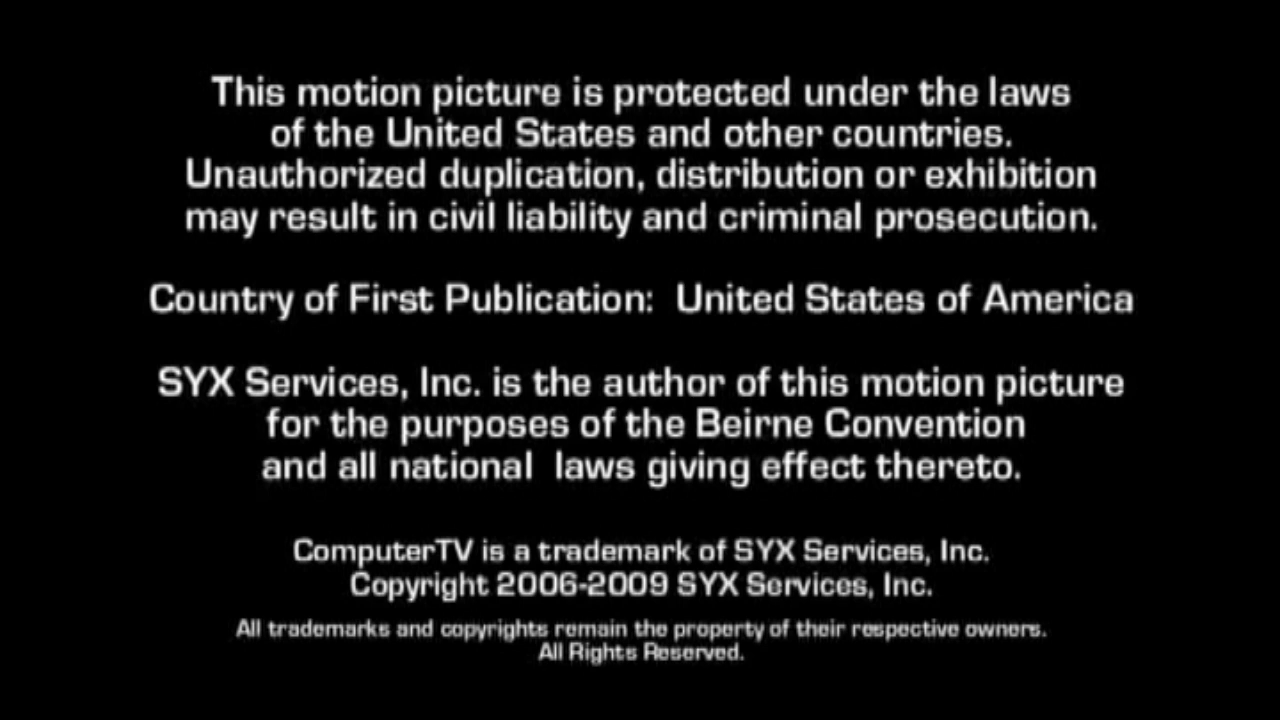 This motion picture is protected under the laws
of the United States and other countries.
Unauthorized duplication, distribution or exhibition
may result in civil liability and criminal prosecution.
Country of First Publication:  United States of America
SYX Services, Inc. is the author of this motion picture
for the purposes of the Beirne Convention
and all national  laws giving effect thereto.
ComputerTV is a trademark of SYX Services, Inc.
Copyright 2006-2009 SYX Services, Inc.
All trademarks and copyrights remain the property of their respective owners.
All Rights Reserved.